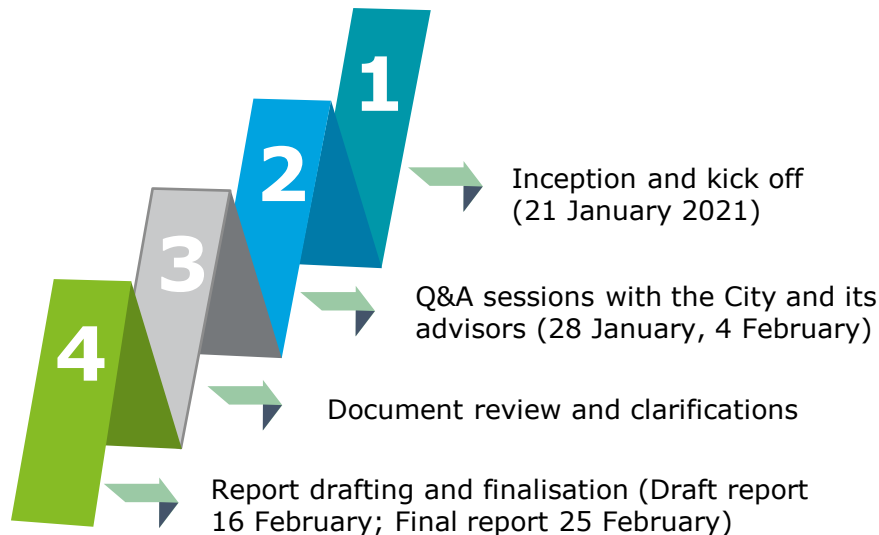 1
Inception and kick off
(21 January 2021)
2
Q&A sessions with the City and its
advisors (28 January, 4 February)
3
Document review and clarifications
4
Report drafting and finalisation (Draft report
16 February; Final report 25 February)